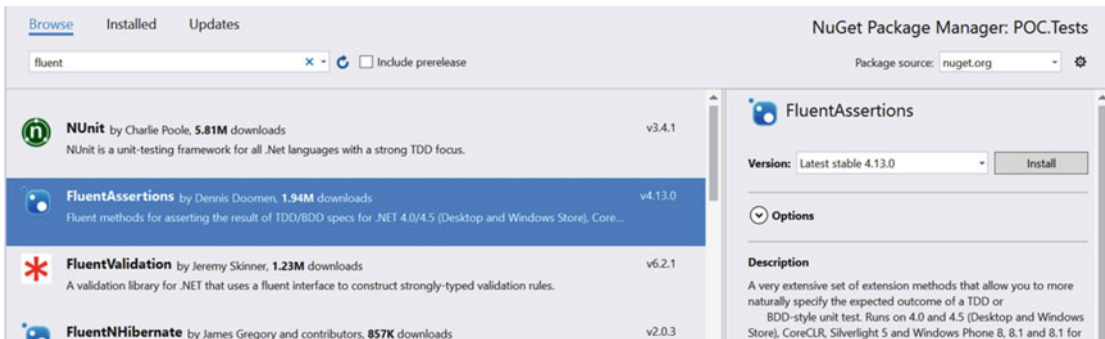 Browse Installed Updates
NuGet Package Manager: POC.Tests
fluent
Include prerelease
Package source: nuget.org
NUnit by Charlie Poole, 5.81M downloads
v3.4.1
NUnit is a unit-testing framework for all .Net languages with a strong TDD focus.
FluentAssertions by Dennis Doomen, 1.94M downloads
v4.13.0
Fluent methods for asserting the result of TDD/BDD specs for .NET 4.0/4.5 (Desktop and Windows Store), Core...
FluentValidation by Jeremy Skinner, 1.23M downloads
v6.2.1
A validation library for .NET that uses a fluent interface to construct strongly-typed validation rules.
FluentNHibernate by James Gregory and contributors, 857K downloads
v2.0.3
FluentAssertions
Version: Latest stable 4.13.0
Install
Options
Description
A very extensive set of extension methods that allow you to more
naturally specify the expected outcome of a TDD or
BDD-style unit test. Runs on 4.0 and 4.5 (Desktop and Windows
Store), CoreCLR, Silverlight 5 and Windows Phone 8, 8.1 and 8.1 for